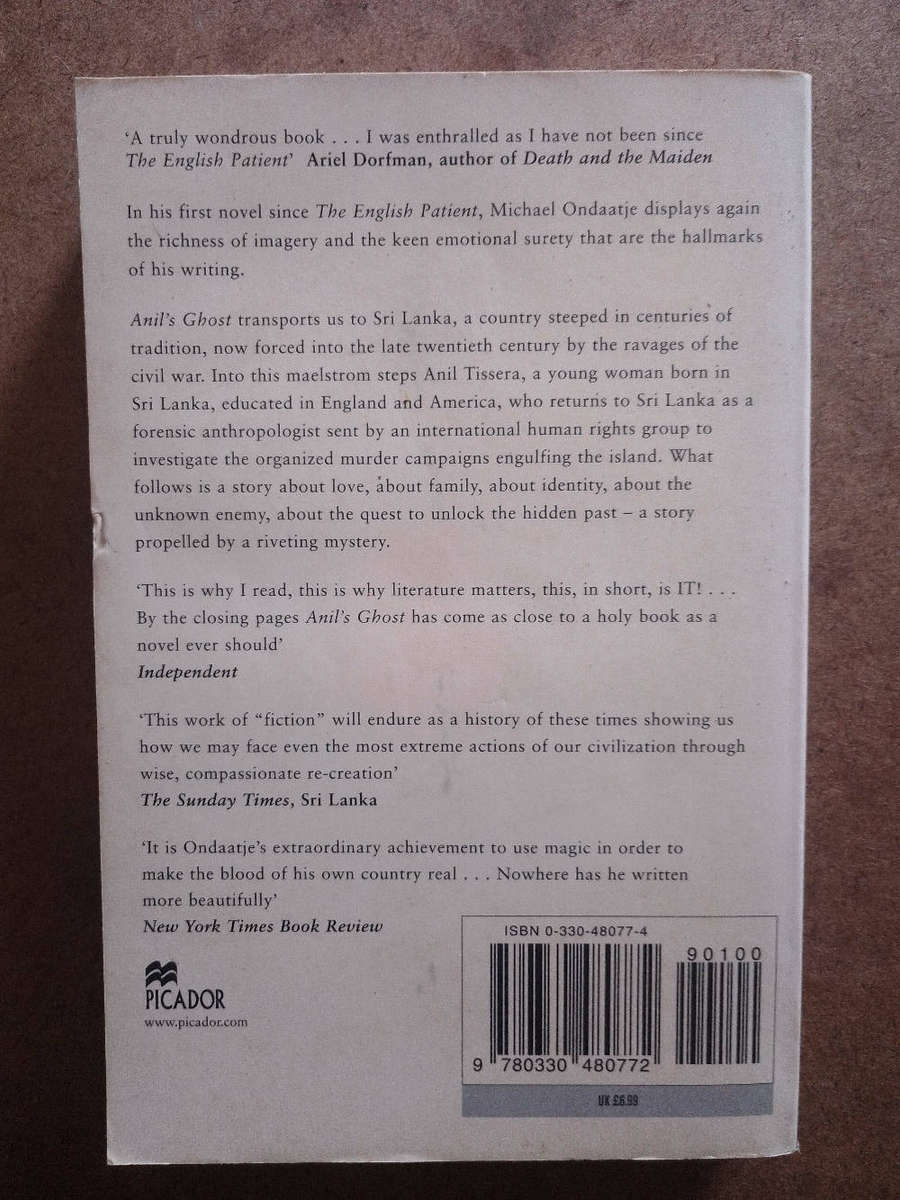 ‘A truly wondrous book . . . I was enthralled as I have not been since
The English Patient’ Ariel Dorfman, author of Death and the Maiden
In his first novel since The English Patient, Michael Ondaatje displays again
the richness of imagery and the keen emotional surety that are the hallmarks
of his writing.
Anil’s Ghost transports us to Sri Lanka, a country steeped in centuries of
tradition, now forced into the late twentieth century by the ravages of the
civil war. Into this maelstrom steps Anil Tissera, a young woman born in
Sri Lanka, educated in England and America, who returns to Sri Lanka as a
forensic anthropologist sent by an international human rights group to
investigate the organized murder campaigns engulfing the island. What
follows is a story about love, about family, about identity, about the
unknown enemy, about the quest to unlock the hidden past – a story
propelled by a riveting mystery.
‘This is why I read, this is why literature matters, this, in short, is IT! . . .
By the closing pages Anil’s Ghost has come as close to a holy book as a
novel ever should’
Independent
‘This work of “fiction” will endure as a history of these times showing us
how we may face even the most extreme actions of our civilization through
wise, compassionate re-creation’
The Sunday Times, Sri Lanka
‘It is Ondaatje’s extraordinary achievement to use magic in order to
make the blood of his own country real . . . Nowhere has he written
more beautifully’
New York Times Book Review
PICADOR
www.picador.com
ISBN 0-330-48077-4
90100
9 780330 480772
UK £6.99